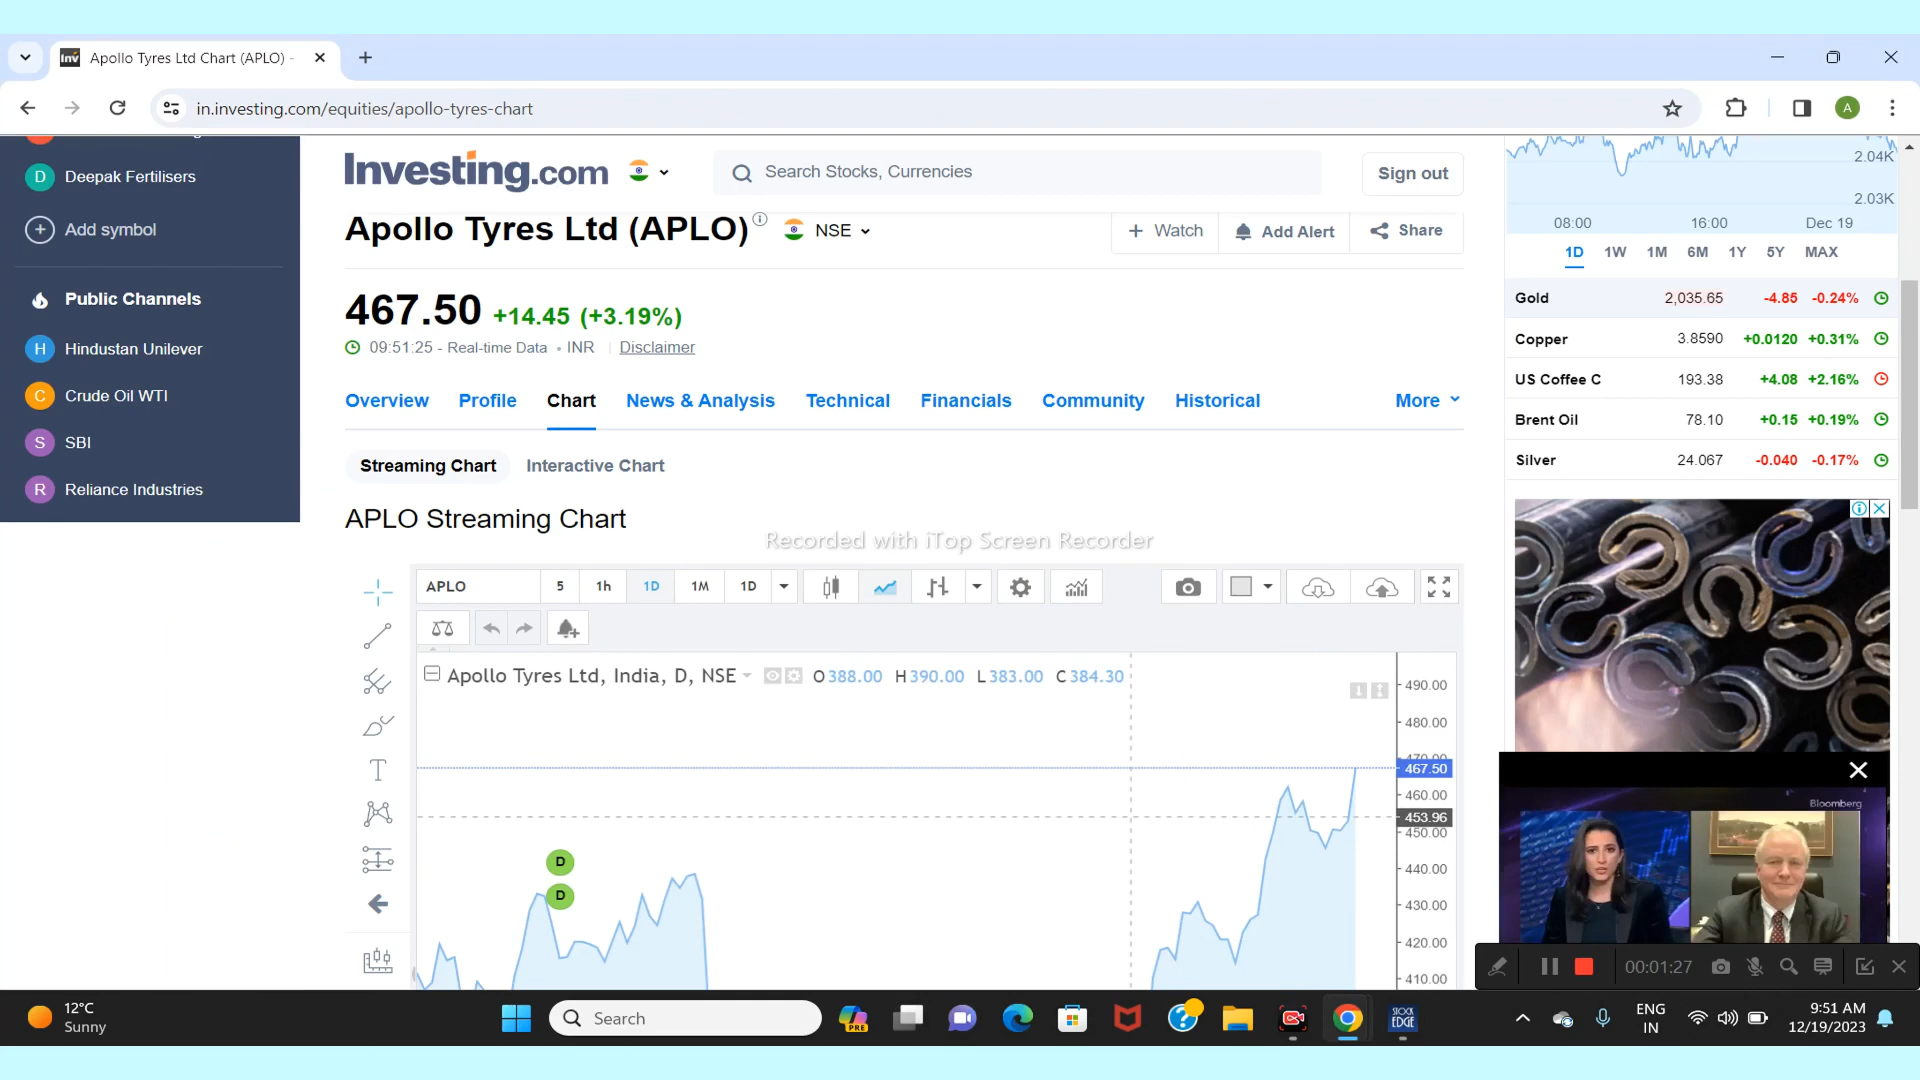 Apollo Tyres Ltd Chart (APLO) -
in.investing.com/equities/apollo-tyres-chart
A
D Deepak Fertilisers
+ Add symbol
Public Channels
H Hindustan Unilever
C Crude Oil WTI
S SBI
R Reliance Industries
Investing.com
Search Stocks, Currencies
Sign out
Apollo Tyres Ltd (APLO)
NSE
+ Watch
Add Alert
Share
467.50 +14.45 (+3.19%)
09:51:25 - Real-time Data • INR Disclaimer
Overview Profile Chart News & Analysis Technical Financials Community Historical More
Streaming Chart Interactive Chart
APLO Streaming Chart
Recorded with iTop Screen Recorder
APLO 5 1h 1D 1M 1D
Apollo Tyres Ltd, India, D, NSE O 388.00 H 390.00 L 383.00 C 384.30
490.00
480.00
470.00
467.50
460.00
453.96
450.00
440.00
430.00
420.00
410.00
D
D
T
2.04K
2.03K
08:00 16:00 Dec 19
1D 1W 1M 6M 1Y 5Y MAX
Gold 2,035.65 -4.85 -0.24%
Copper 3.8590 +0.0120 +0.31%
US Coffee C 193.38 +4.08 +2.16%
Brent Oil 78.10 +0.15 +0.19%
Silver 24.067 -0.040 -0.17%
Bloomberg
00:01:27
12°C
Sunny
Search
PRE
STOCK
EDGE
ENG
IN
9:51 AM
12/19/2023